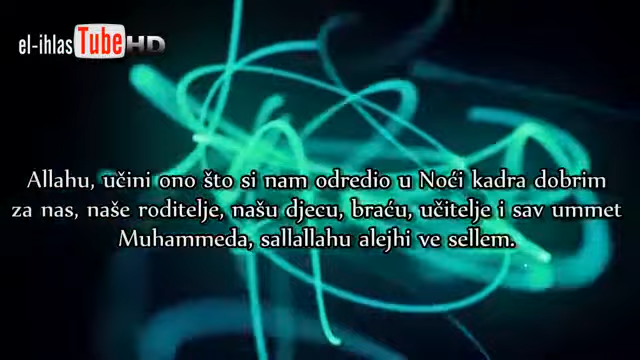 el-ihlas TubeHD
Allahu, učini ono što si nam odredio u Noći kadra dobrim
za nas, naše roditelje, našu djecu, braću, učitelje i sav ummet
Muhammeda, sallallahu alejhi ve sellem.